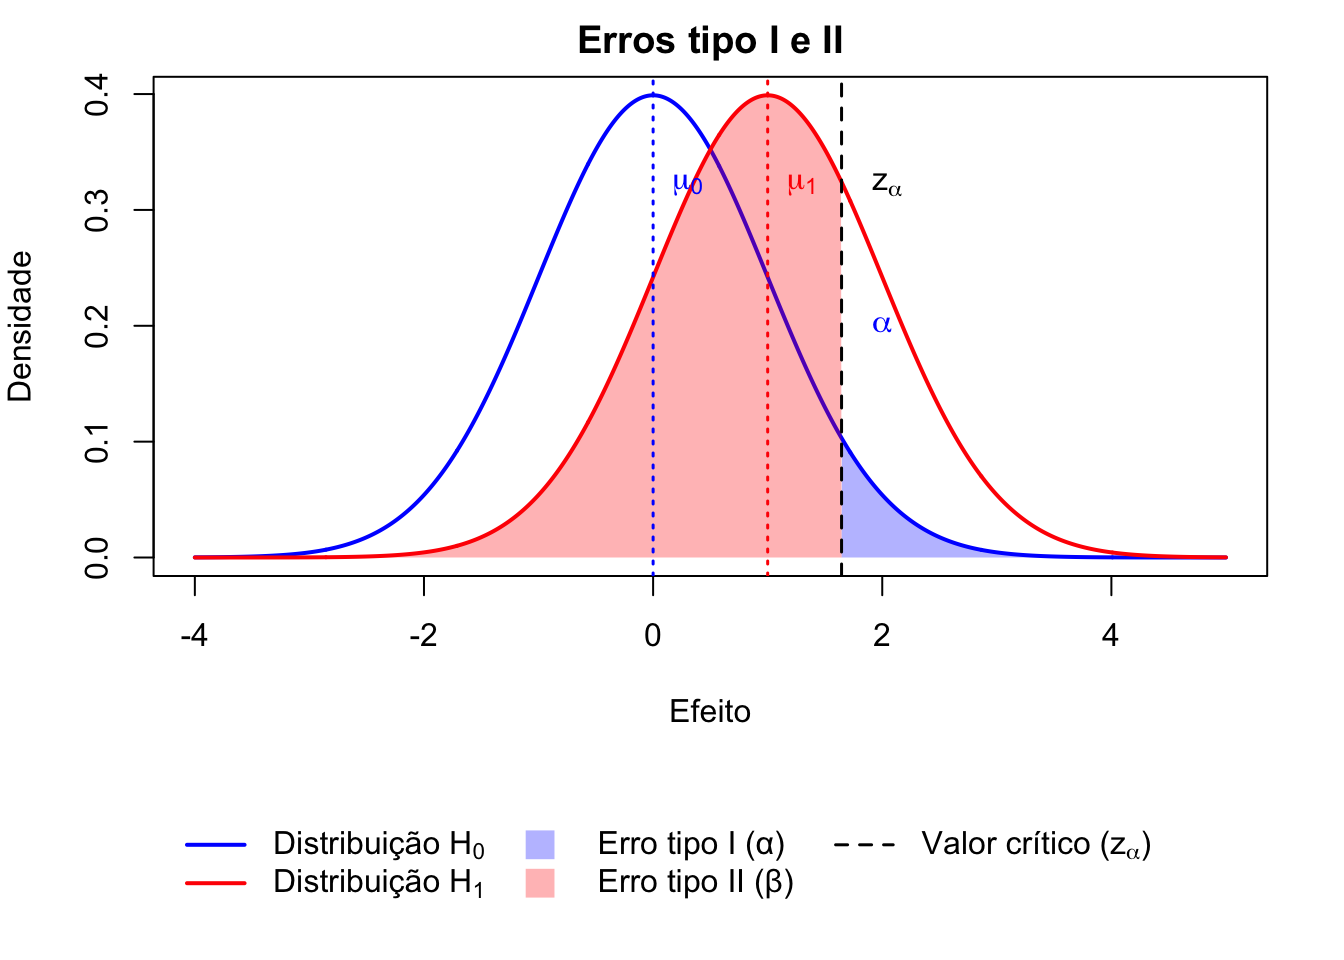 Erros tipo I e II
Densidade
0.4
0.3
0.2
0.1
0.0
μ0
μ1
zα
α
-4 -2 0 2 4
Efeito
Distribuição H0 Erro tipo I (α) Valor crítico (zα)
Distribuição H1 Erro tipo II (β)